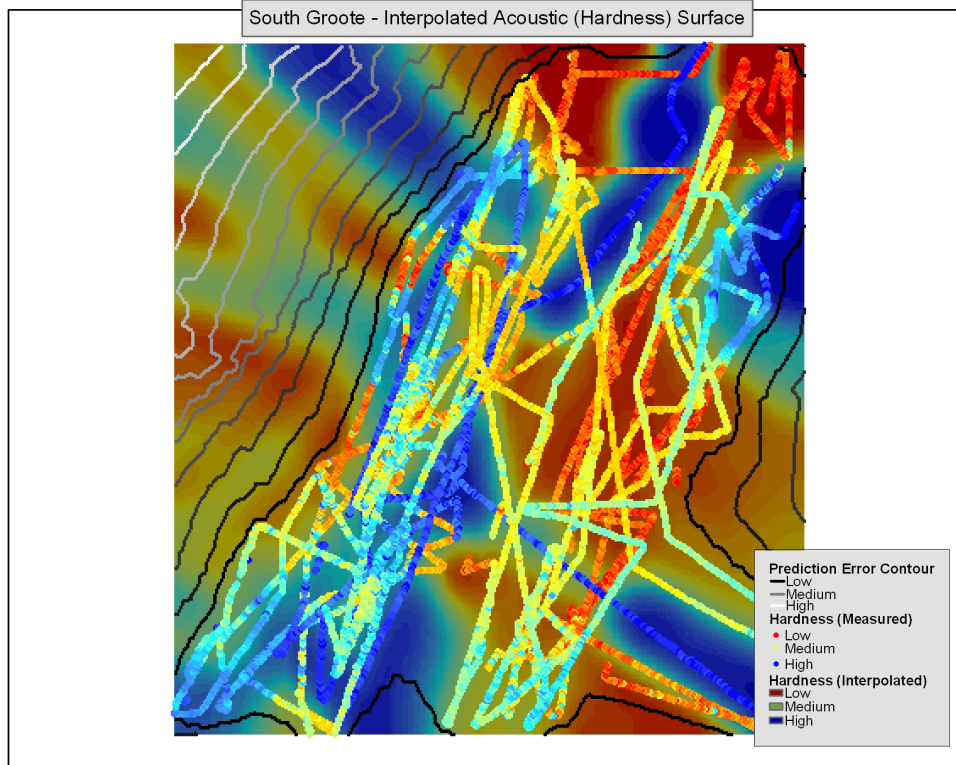 South Groote - Interpolated Acoustic (Hardness) Surface
Prediction Error Contour
Low
Medium
High
Hardness (Measured)
Low
Medium
High
Hardness (Interpolated)
Low
Medium
High